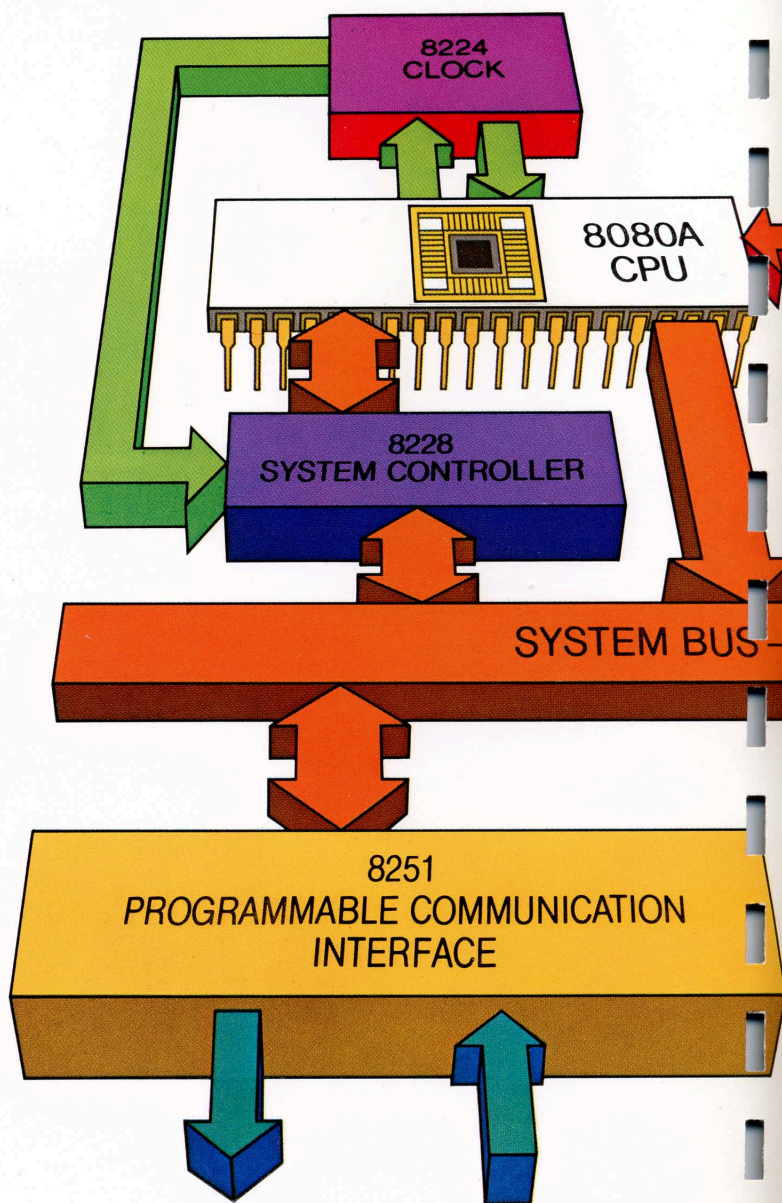 8224
CLOCK
8080A
CPU
8228
SYSTEM CONTROLLER
SYSTEM BUS-
8251
PROGRAMMABLE COMMUNICATION
INTERFACE